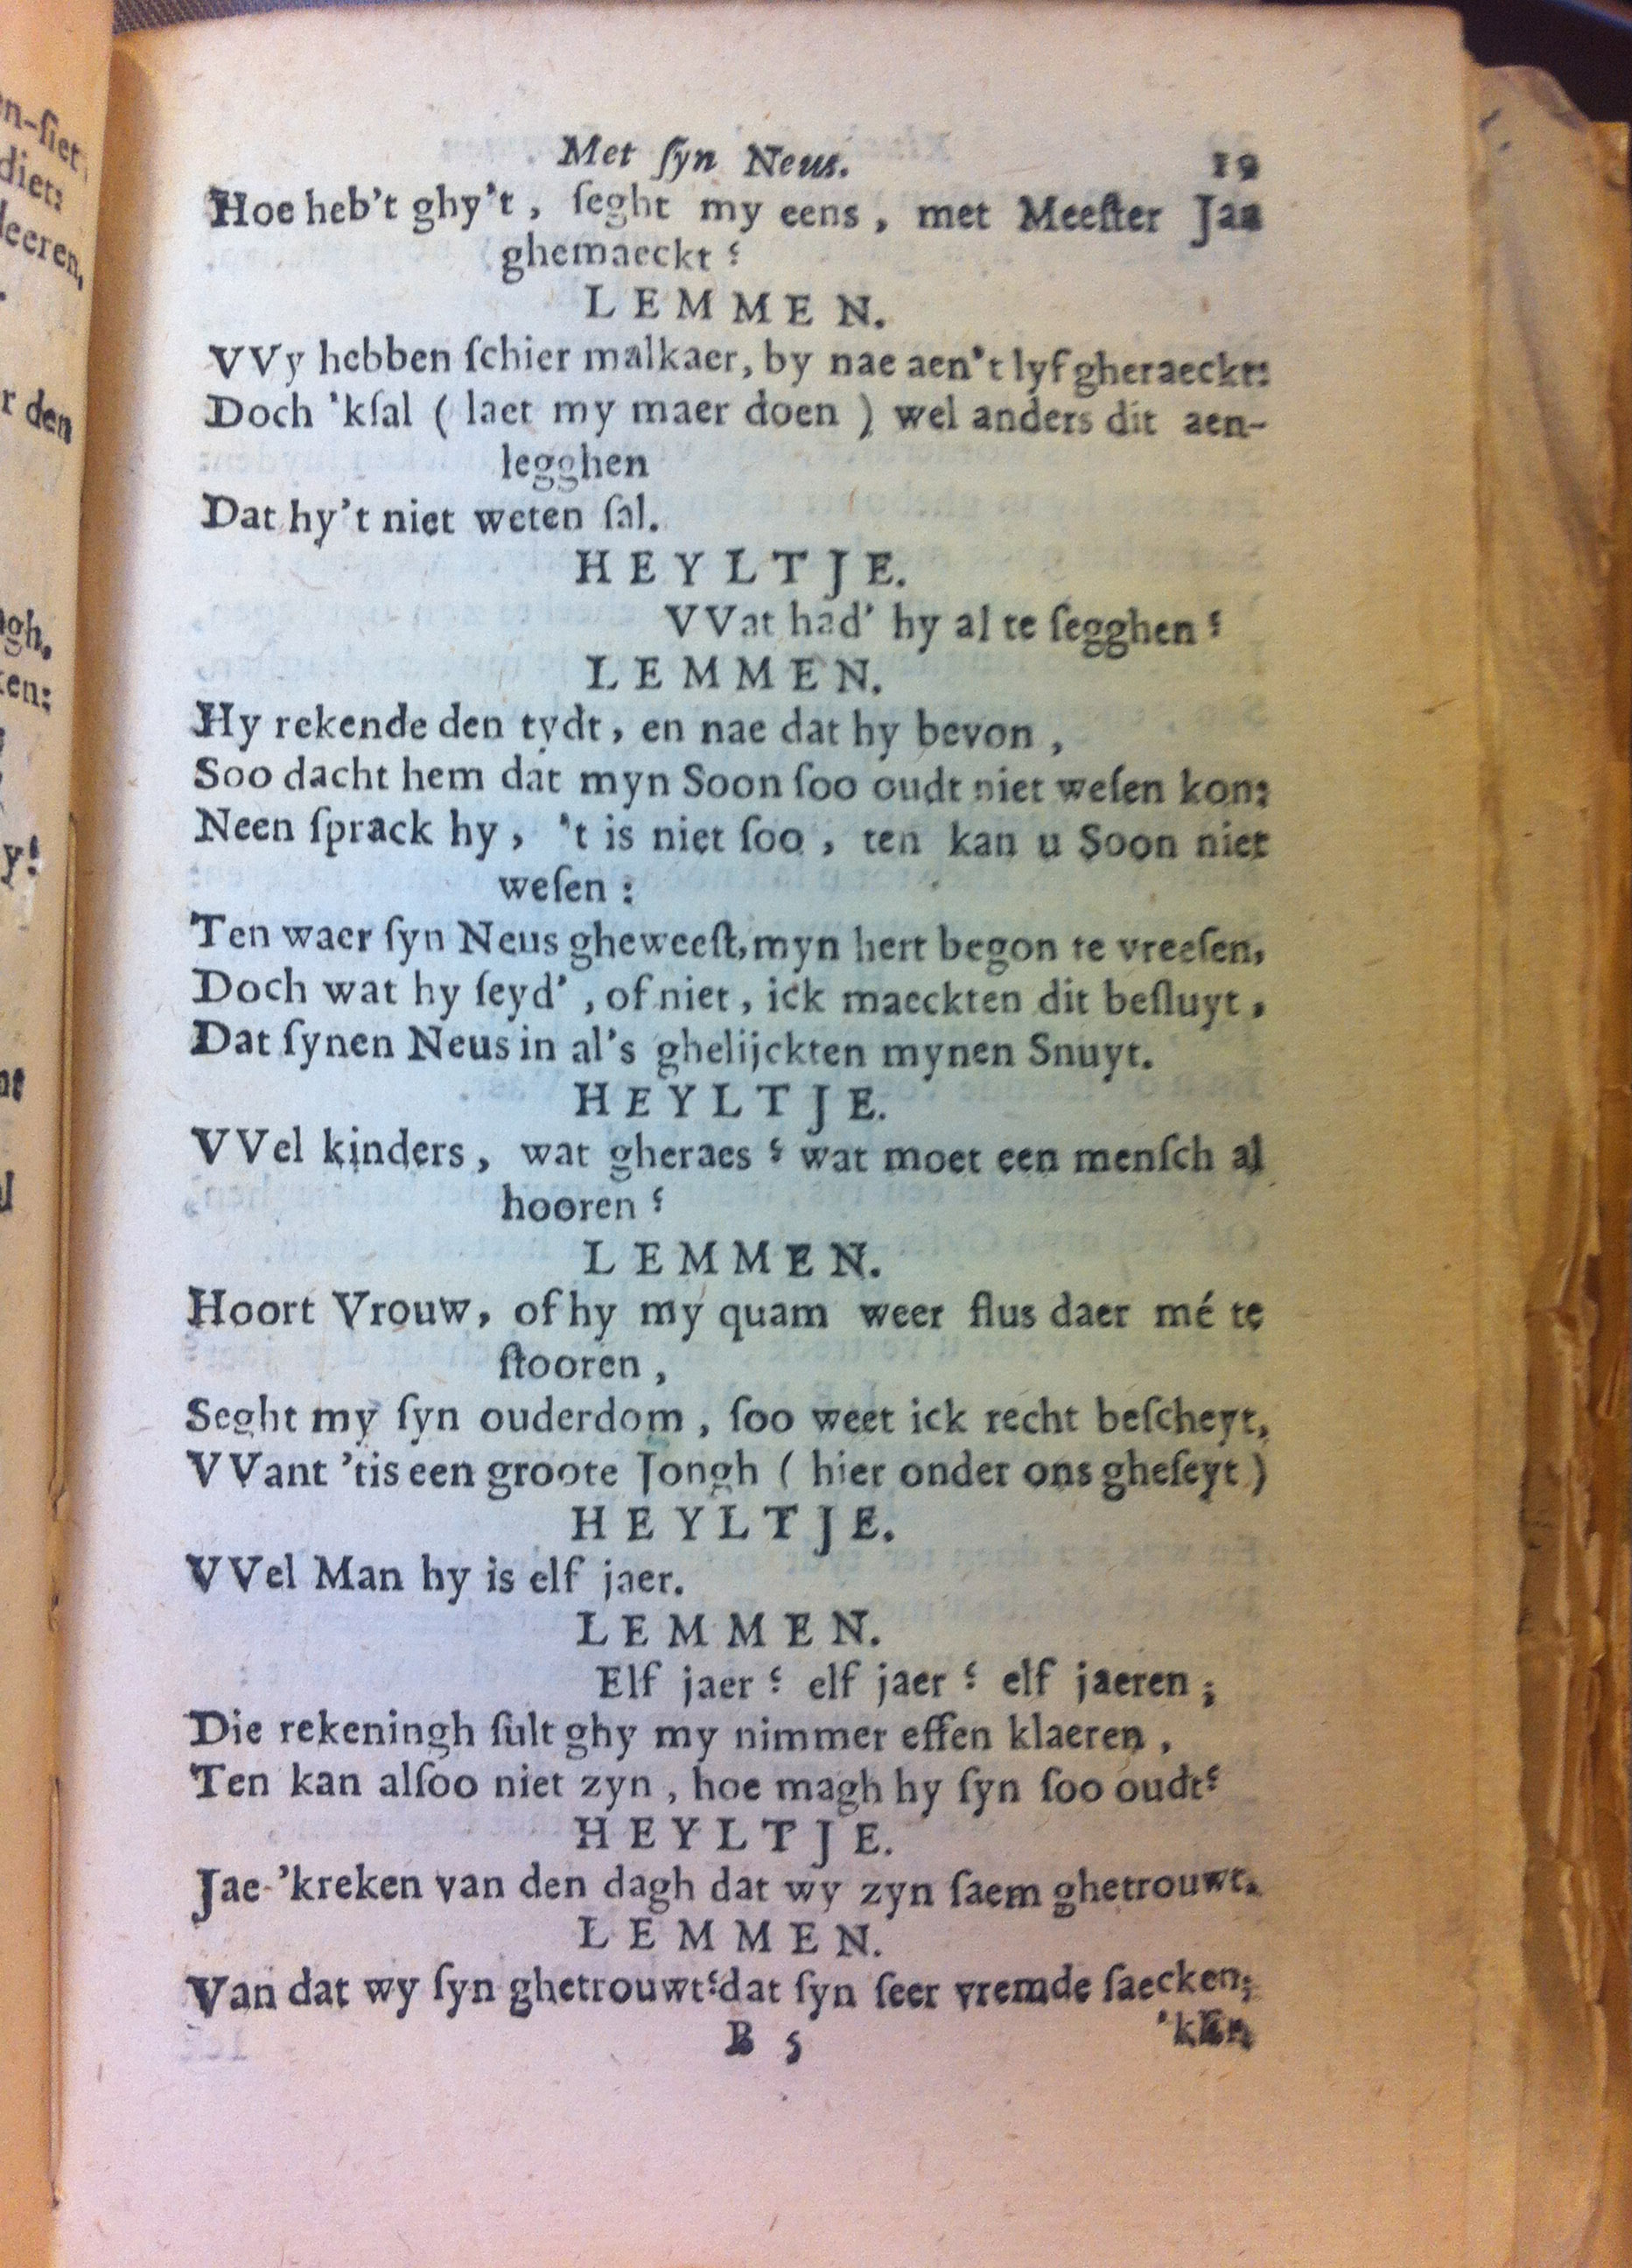 en-ſiet,
diet:
leeren,
r den
agh,
ken:
y!
Met ſyn Neus. 19
Hoe heb't ghy't, ſeght my eens, met Meeſter Jan
ghemaeckt?
LEMMEN.
VVy hebben ſchier malkaer, by nae aen't lyf gheraeckt:
Doch 'kſal ( laet my maer doen ) wel anders dit aen-
legghen
Dat hy't niet weten ſal.
HEYLTJE.
VVat had' hy al te ſegghen?
LEMMEN.
Hy rekende den tydt, en nae dat hy bevon,
Soo dacht hem dat myn Soon ſoo oudt niet weſen kon:
Neen ſprack hy, 't is niet ſoo, ten kan u Soon niet
weſen:
Ten waer ſyn Neus gheweeſt, myn hert begon te vreeſen,
Doch wat hy ſeyd', of niet, ick maeckten dit beſluyt,
Dat ſynen Neus in al's ghelijckten mynen Snuyt.
HEYLTJE.
VVel kinders, wat gheraes? wat moet een menſch al
hooren?
LEMMEN.
Hoort Vrouw, of hy my quam weer flus daer mé te
ſtooren,
Seght my ſyn ouderdom, ſoo weet ick recht beſcheyt,
VVant 'tis een groote Jongh ( hier onder ons gheſeyt )
HEYLTJE.
VVel Man hy is elf jaer.
LEMMEN.
Elf jaer? elf jaer? elf jaeren;
Die rekeningh ſult ghy my nimmer effen klaeren,
Ten kan alſoo niet zyn, hoe magh hy ſyn ſoo oudt?
HEYLTJE.
Jae-'kreken van den dagh dat wy zyn ſaem ghetrouwt.
LEMMEN.
Van dat wy ſyn ghetrouwt? dat ſyn ſeer vremde ſaecken;
B 5